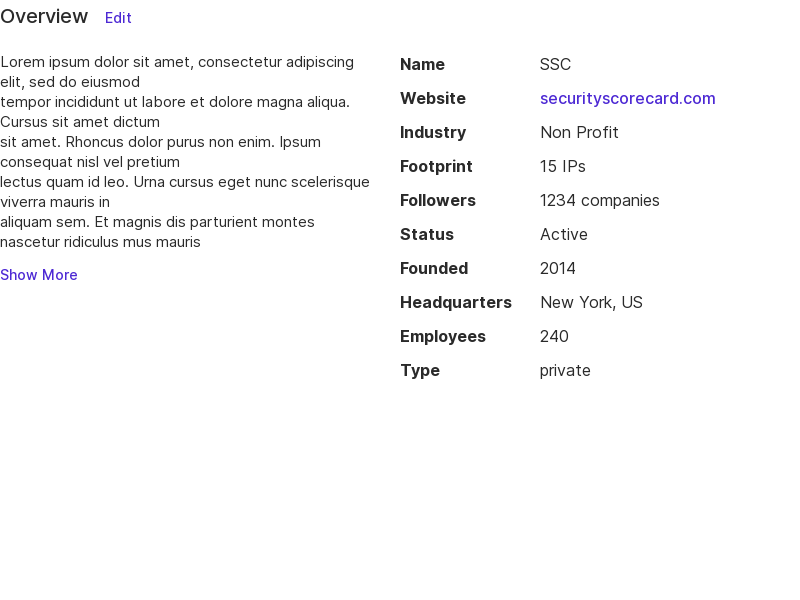 Overview Edit
Lorem ipsum dolor sit amet, consectetur adipiscing
elit, sed do eiusmod
tempor incididunt ut labore et dolore magna aliqua.
Cursus sit amet dictum
sit amet. Rhoncus dolor purus non enim. Ipsum
consequat nisl vel pretium
lectus quam id leo. Urna cursus eget nunc scelerisque
viverra mauris in
aliquam sem. Et magnis dis parturient montes
nascetur ridiculus mus mauris
Show More
Name SSC
Website securityscorecard.com
Industry Non Profit
Footprint 15 IPs
Followers 1234 companies
Status Active
Founded 2014
Headquarters New York, US
Employees 240
Type private